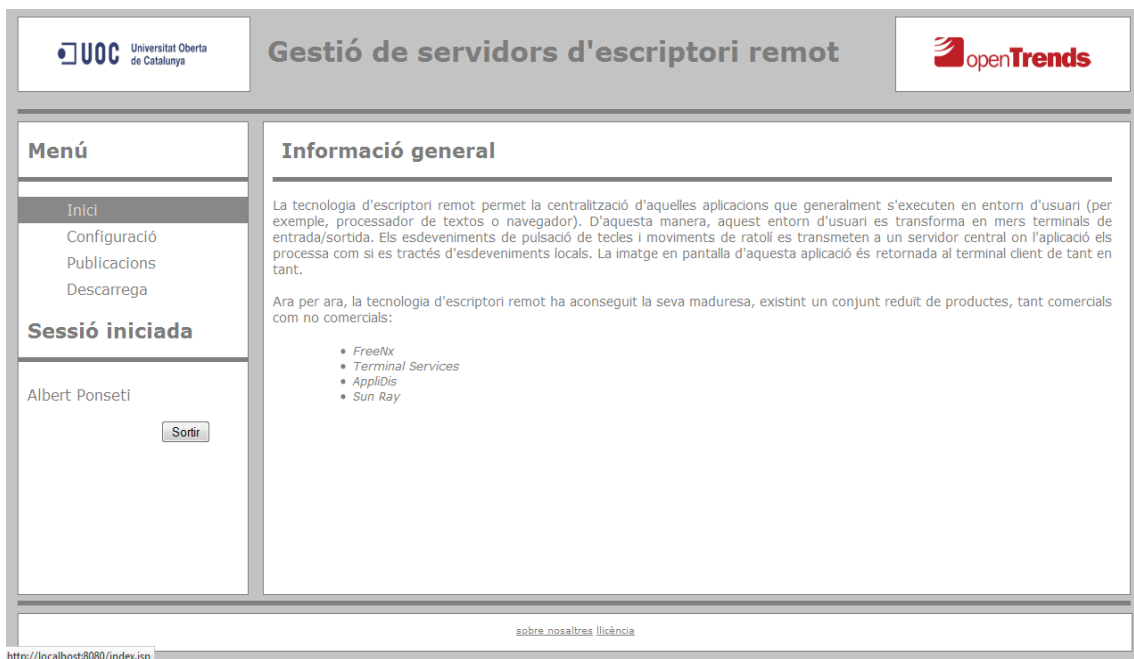 UOC Universitat Oberta
de Catalunya
Gestió de servidors d'escriptori remot
openTrends
Menú
Inici
Configuració
Publicacions
Descarrega
Sessió iniciada
Albert Ponseti
Sortir
Informació general
La tecnologia d'escriptori remot permet la centralització d'aquelles aplicacions que generalment s'executen en entorn d'usuari (per
exemple, processador de textos o navegador). D'aquesta manera, aquest entorn d'usuari es transforma en mers terminals de
entrada/sortida. Els esdeveniments de pulsació de tecles i moviments de ratolí es transmeten a un servidor central on l'aplicació els
processa com si es tractés d'esdeveniments locals. La imatge en pantalla d'aquesta aplicació és retornada al terminal client de tant en
tant.
Ara per ara, la tecnologia d'escriptori remot ha aconseguit la seva maduresa, existint un conjunt reduït de productes, tant comercials
com no comercials:
• FreeNx
• Terminal Services
• AppliDis
• Sun Ray
sobre nosaltres llicència
http://localhost:8080/index.jsp